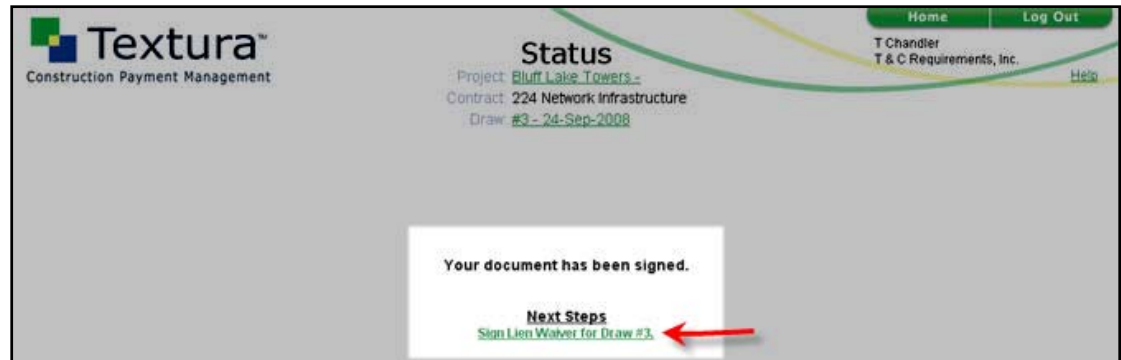 Textura™
Construction Payment Management
Home
Log Out
T Chandler
T & C Requirements, Inc.
Help
Status
Project: Bluff Lake Towers -
Contract: 224 Network Infrastructure
Draw: #3 - 24-Sep-2008
Your document has been signed.
Next Steps
Sign Lien Waiver for Draw #3.